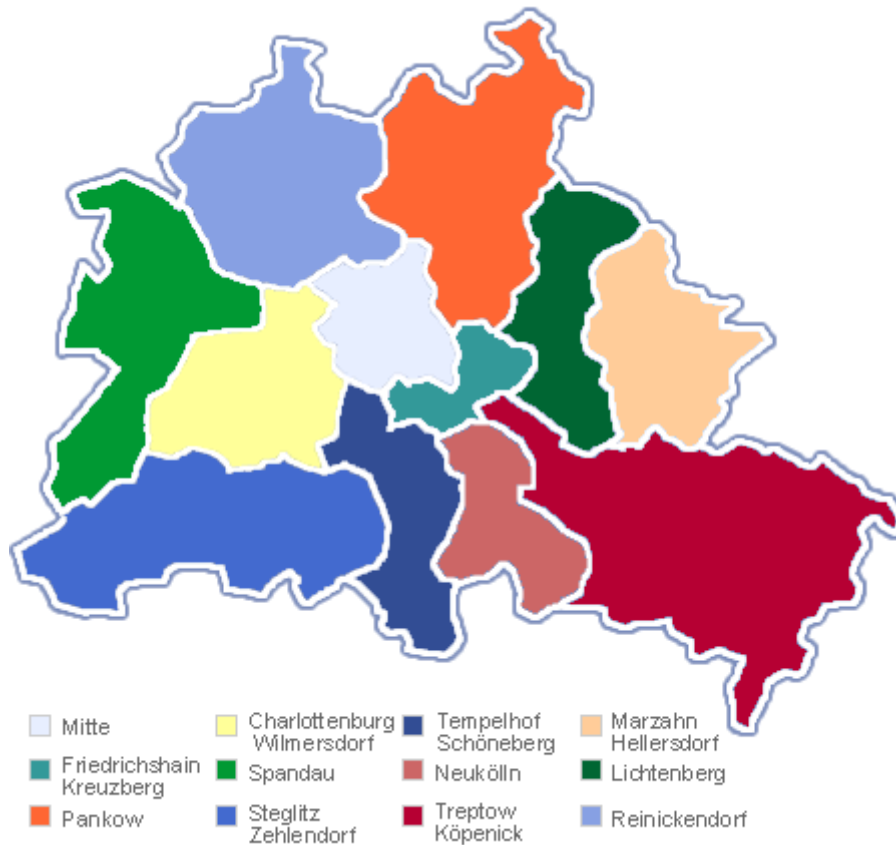 Mitte
Charlottenburg
Wilmersdorf
Tempelhof
Schöneberg
Marzahn
Hellersdorf
Friedrichshain
Kreuzberg
Spandau
Neukölln
Lichtenberg
Pankow
Steglitz
Zehlendorf
Treptow
Köpenick
Reinickendorf